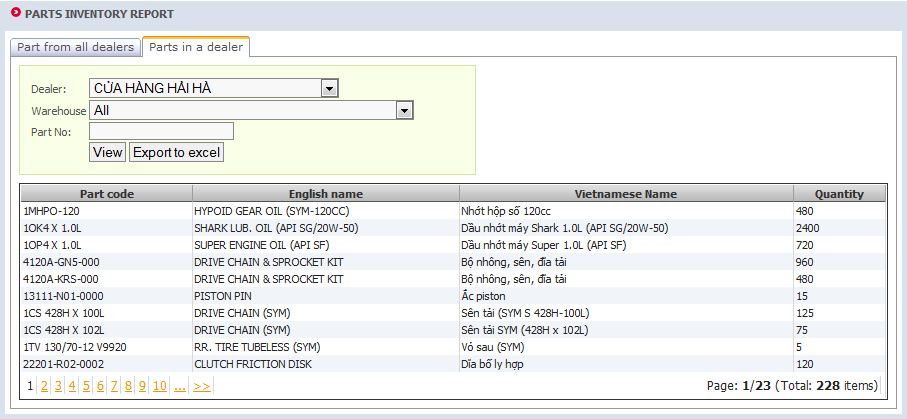 PARTS INVENTORY REPORT
Part from all dealers Parts in a dealer
Dealer: CỬA HÀNG HẢI HÀ
Warehouse All
Part No:
View Export to excel
Part code English name Vietnamese Name Quantity
1MHPO-120 HYPOID GEAR OIL (SYM-120CC) Nhớt hộp số 120cc 480
1OK4 X 1.0L SHARK LUB. OIL (API SG/20W-50) Dầu nhớt máy Shark 1.0L (API SG/20W-50) 2400
1OP4 X 1.0L SUPER ENGINE OIL (API SF) Dầu nhớt máy Super 1.0L (API SF) 720
4120A-GN5-000 DRIVE CHAIN & SPROCKET KIT Bộ nhông, sên, đĩa tải 960
4120A-KRS-000 DRIVE CHAIN & SPROCKET KIT Bộ nhông, sên, đĩa tải 480
13111-N01-0000 PISTON PIN Ắc piston 15
1CS 428H X 100L DRIVE CHAIN (SYM) Sên tải (SYM S 428H-100L) 125
1CS 428H X 102L DRIVE CHAIN (SYM) Sên tải SYM (428H x 102L) 75
1TV 130/70-12 V9920 RR. TIRE TUBELESS (SYM) Vỏ sau (SYM) 5
22201-R02-0002 CLUTCH FRICTION DISK Dĩa bố ly hợp 120
1 2 3 4 5 6 7 8 9 10 ... >> Page: 1/23 (Total: 228 items)